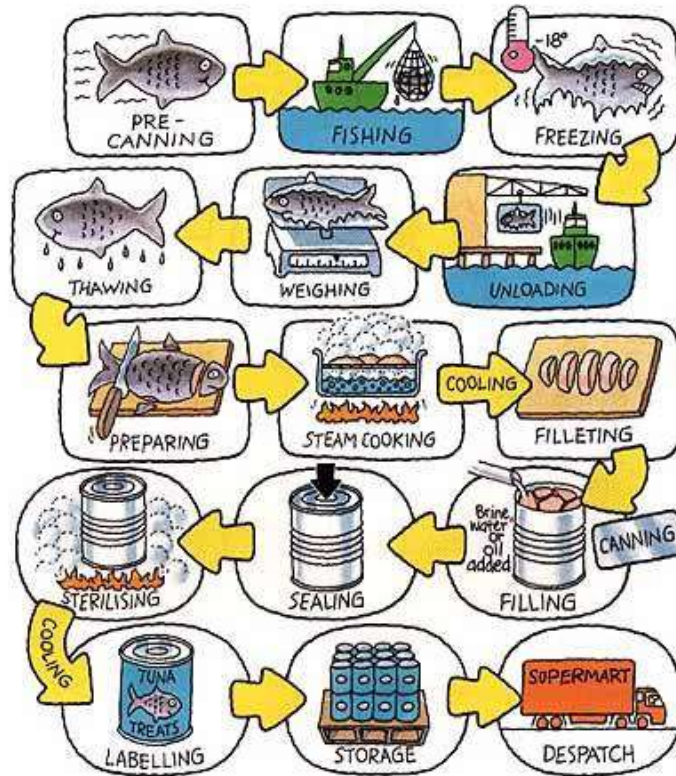 PRE-
CANNING
FISHING
-18°
FREEZING
THAWING
WEIGHING
UNLOADING
PREPARING
STEAM COOKING
COOLING
FILLETING
STERILISING
SEALING
Brine,
water
or
oil
added
FILLING
CANNING
COOLING
TUNA
TREATS
LABELLING
STORAGE
SUPERMART
DESPATCH